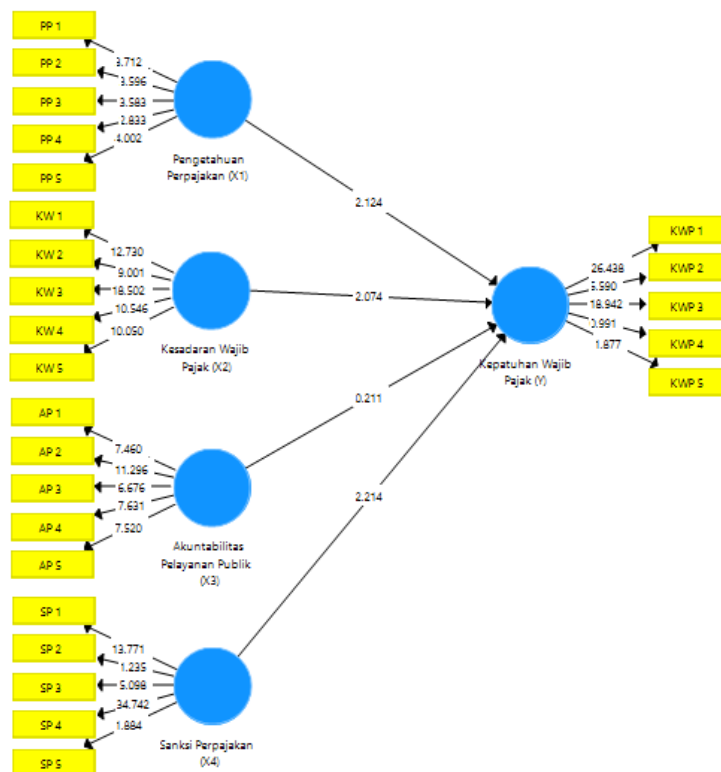 PP 1
PP 2
PP 3
PP 4
PP 5
3.712
3.596
3.583
2.833
4.002
Pengetahuan
Perpajakan (X1)
2.124
KW 1
KW 2
KW 3
KW 4
KW 5
12.730
9.001
18.502
10.546
10.050
Kesadaran Wajib
Pajak (X2)
2.074
AP 1
AP 2
AP 3
AP 4
AP 5
7.460
11.296
6.676
7.631
7.520
Akuntabilitas
Pelayanan Publik
(X3)
0.211
SP 1
SP 2
SP 3
SP 4
SP 5
13.771
1.235
5.098
34.742
1.884
Sanksi Perpajakan
(X4)
2.214
Kepatuhan Wajib
Pajak (Y)
26.438
5.590
18.942
0.991
1.877
KWP 1
KWP 2
KWP 3
KWP 4
KWP 5